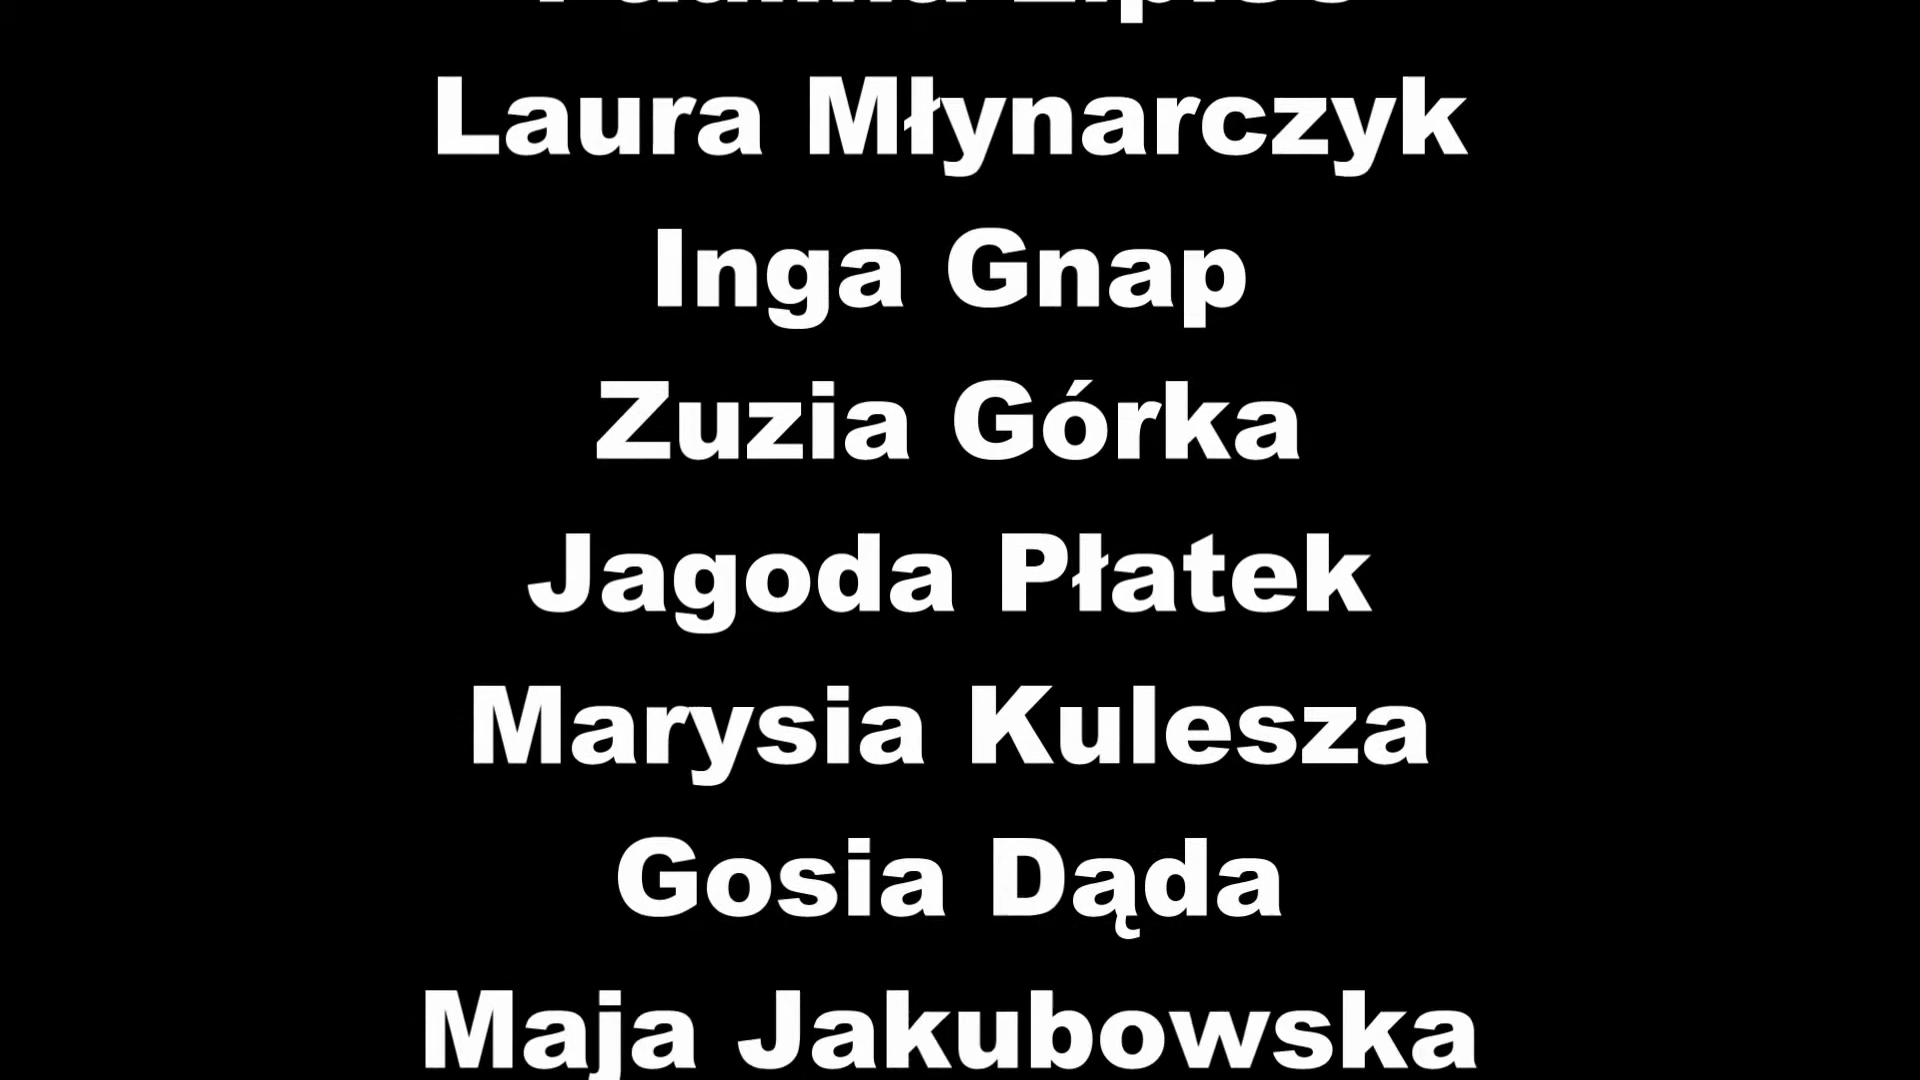 Laura Młynarczyk
Inga Gnap
Zuzia Górka
Jagoda Płatek
Marysia Kulesza
Gosia Dąda
Maja Jakubowska